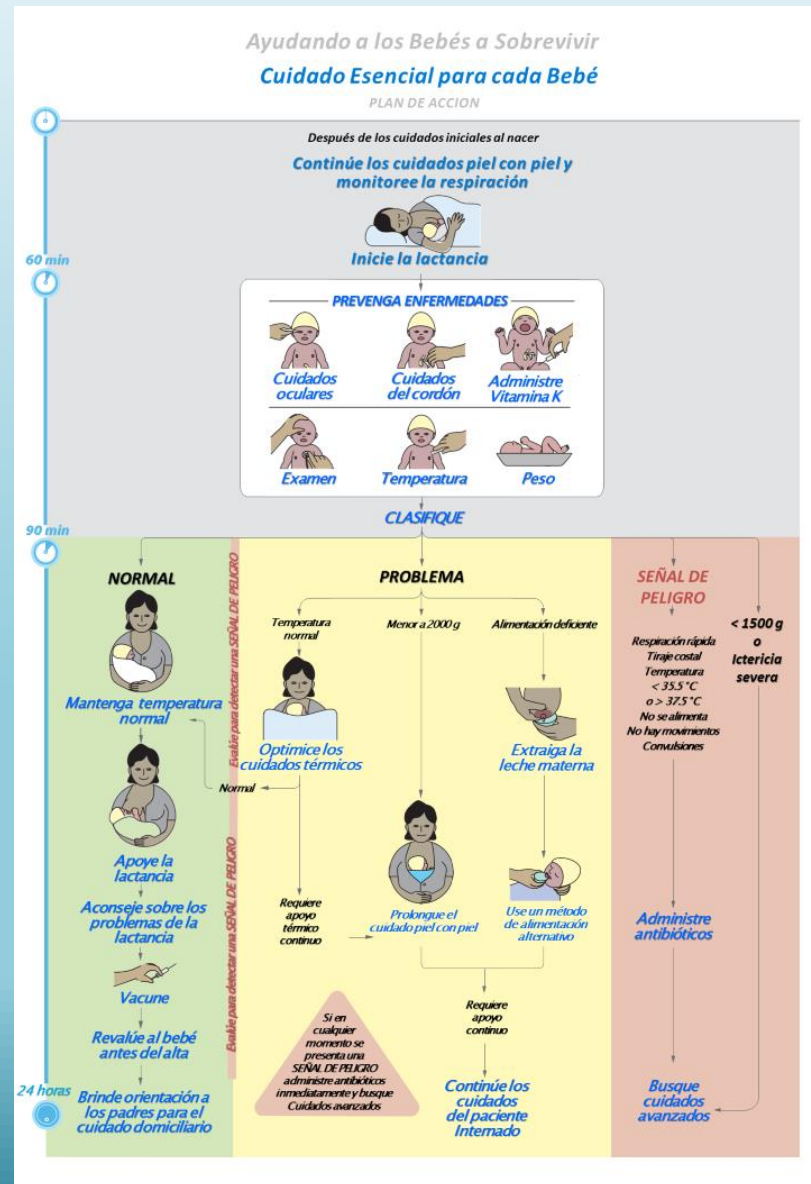 Ayudando a los Bebés a Sobrevivir
Cuidado Esencial para cada Bebé
PLAN DE ACCION
Después de los cuidados iniciales al nacer
Continúe los cuidados piel con piel y
monitoree la respiración
Inicie la lactancia
60 min
PREVENGA ENFERMEDADES
Cuidados
oculares
Cuidados
del cordón
Administre
Vitamina K
Examen
Temperatura
Peso
CLASIFIQUE
90 min
NORMAL
Mantenga temperatura
normal
Apoye la
lactancia
Aconseje sobre los
problemas de la
lactancia
Vacune
Revalúe al bebé
antes del alta
Brinde orientación a
los padres para el
cuidado domiciliario
24 horas
Evalúe para detectar una SEÑAL DE PELIGRO
Evalúe para detectar una SEÑAL DE PELIGRO
PROBLEMA
Temperatura
normal
Optimice los
cuidados térmicos
Normal
Requiere
apoyo
térmico
continuo
Menor a 2000 g
Prolongue el
cuidado piel con piel
Alimentación deficiente
Extraiga la
leche materna
Use un método
de alimentación
alternativo
Requiere
apoyo
continuo
Continúe los
cuidados
del paciente
Internado
Si en
cualquier
momento se
presenta una
SEÑAL DE PELIGRO
administre antibióticos
inmediatamente y busque
Cuidados avanzados
SEÑAL DE
PELIGRO
Respiración rápida
Tiraje costal
Temperatura
< 35.5 °C
o > 37.5 °C
No se alimenta
No hay movimientos
Convulsiones
Administre
antibióticos
Busque
cuidados
avanzados
< 1500 g
o
Ictericia
severa